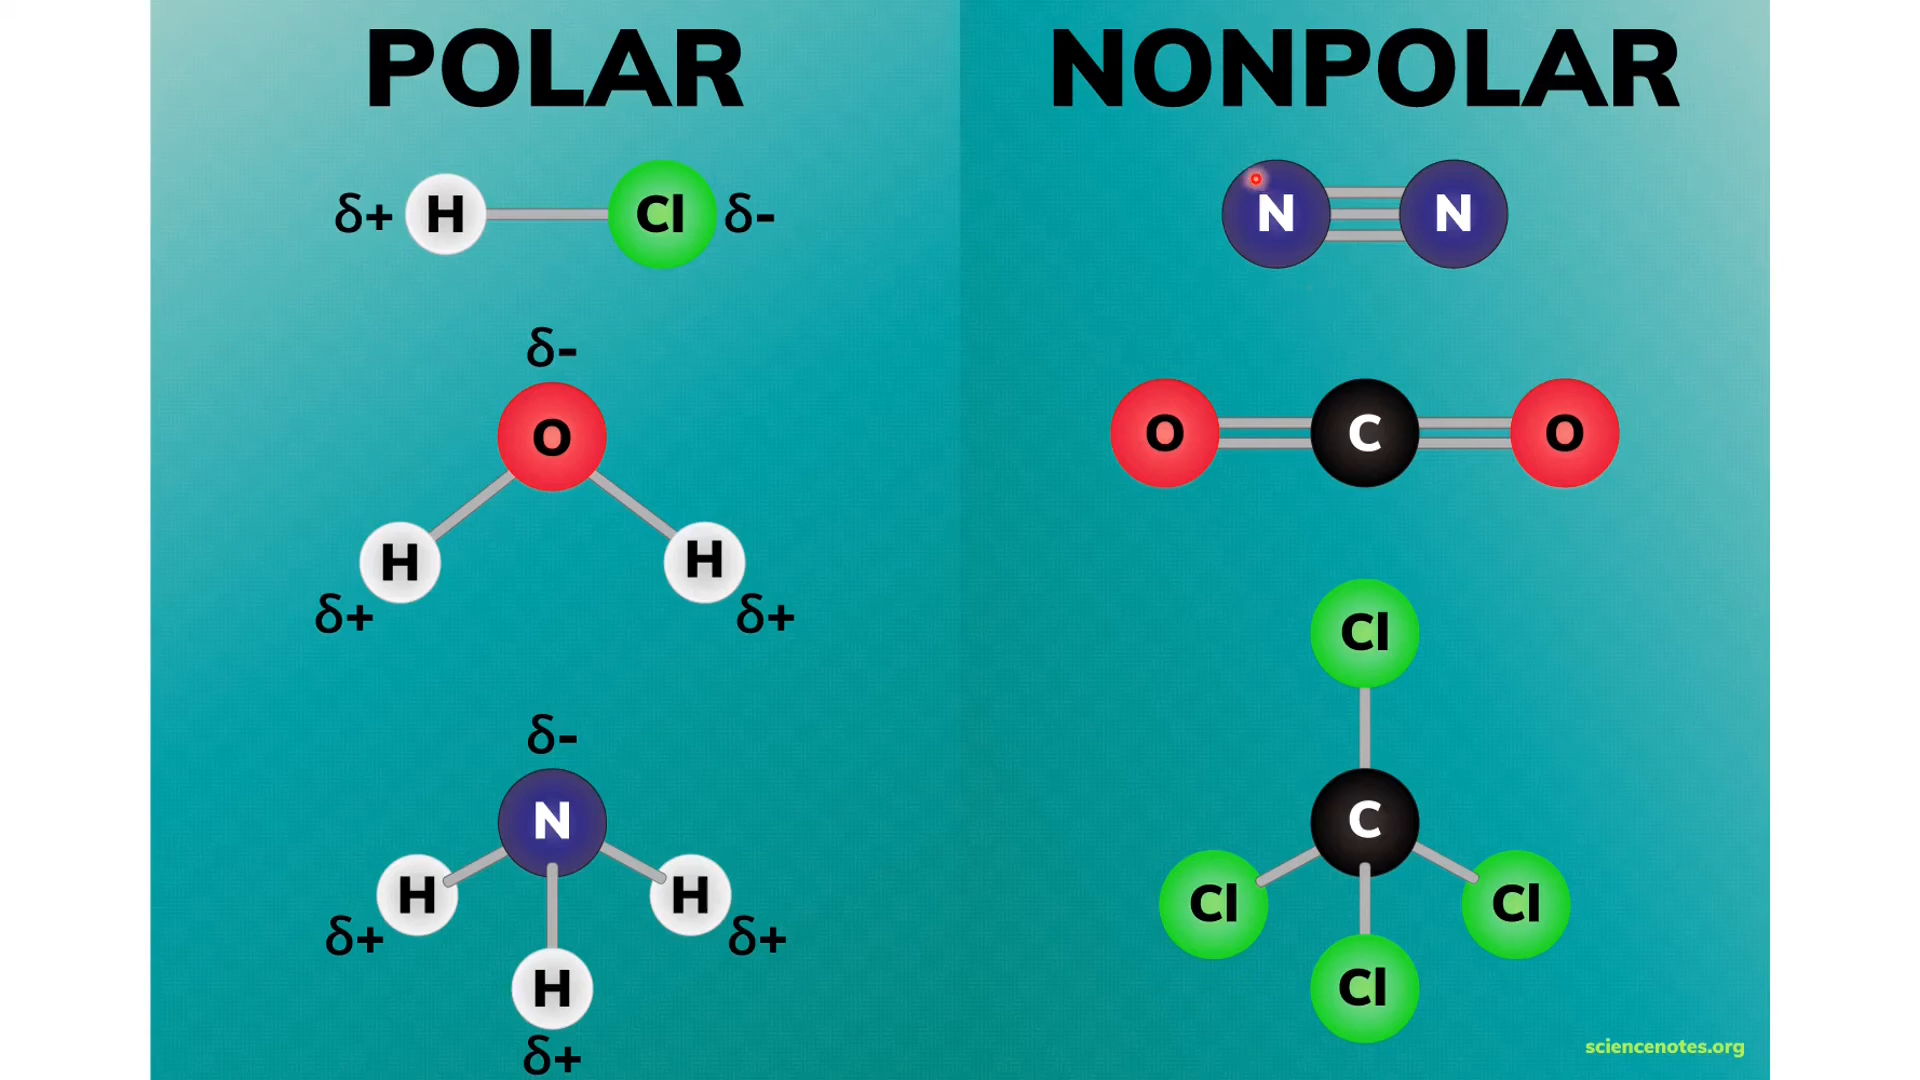 POLAR
δ+ H Cl δ-
δ-
O
H H
δ+ δ+
δ-
N
H H
δ+ δ+
H
δ+
NONPOLAR
N N
O C O
Cl
C
Cl Cl
Cl
sciencenotes.org